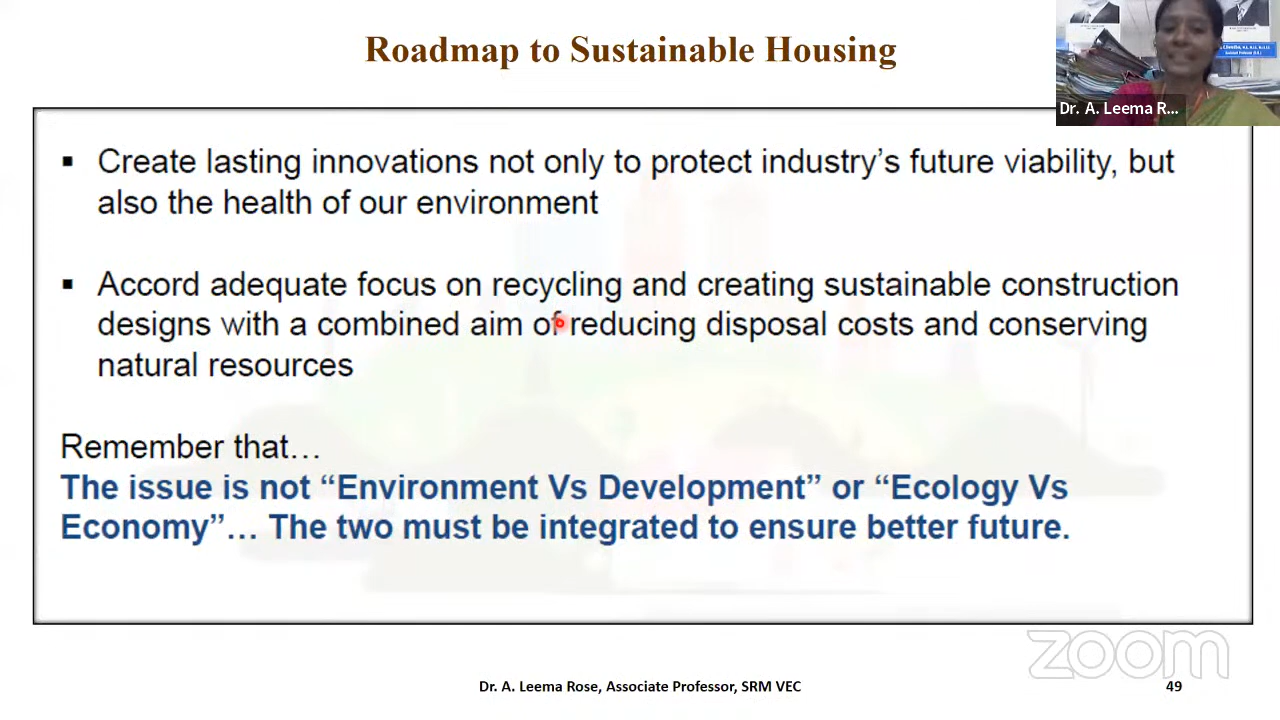 Roadmap to Sustainable Housing
Dr. A. Leema R...
▪ Create lasting innovations not only to protect industry’s future viability, but
also the health of our environment
▪ Accord adequate focus on recycling and creating sustainable construction
designs with a combined aim of reducing disposal costs and conserving
natural resources
Remember that…
The issue is not “Environment Vs Development” or “Ecology Vs
Economy”… The two must be integrated to ensure better future.
zoom
Dr. A. Leema Rose, Associate Professor, SRM VEC
49